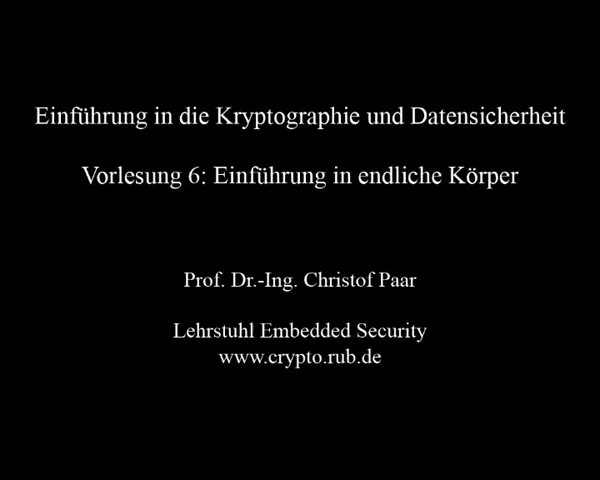 Einführung in die Kryptographie und Datensicherheit
Vorlesung 6: Einführung in endliche Körper
Prof. Dr.-Ing. Christof Paar
Lehrstuhl Embedded Security
www.crypto.rub.de